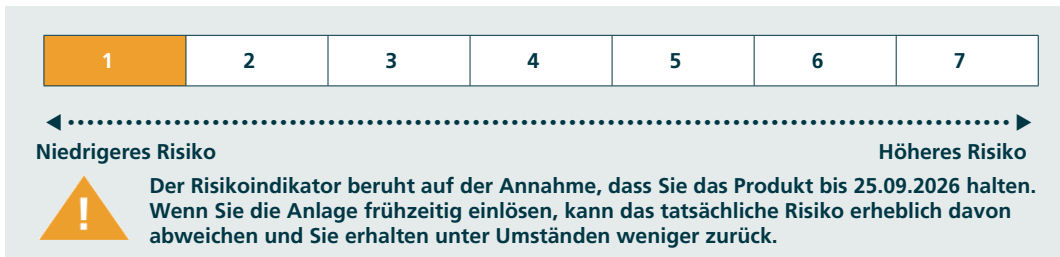 1 2 3 4 5 6 7
Niedrigeres Risiko Höheres Risiko
!
Der Risikoindikator beruht auf der Annahme, dass Sie das Produkt bis 25.09.2026 halten.
Wenn Sie die Anlage frühzeitig einlösen, kann das tatsächliche Risiko erheblich davon
abweichen und Sie erhalten unter Umständen weniger zurück.